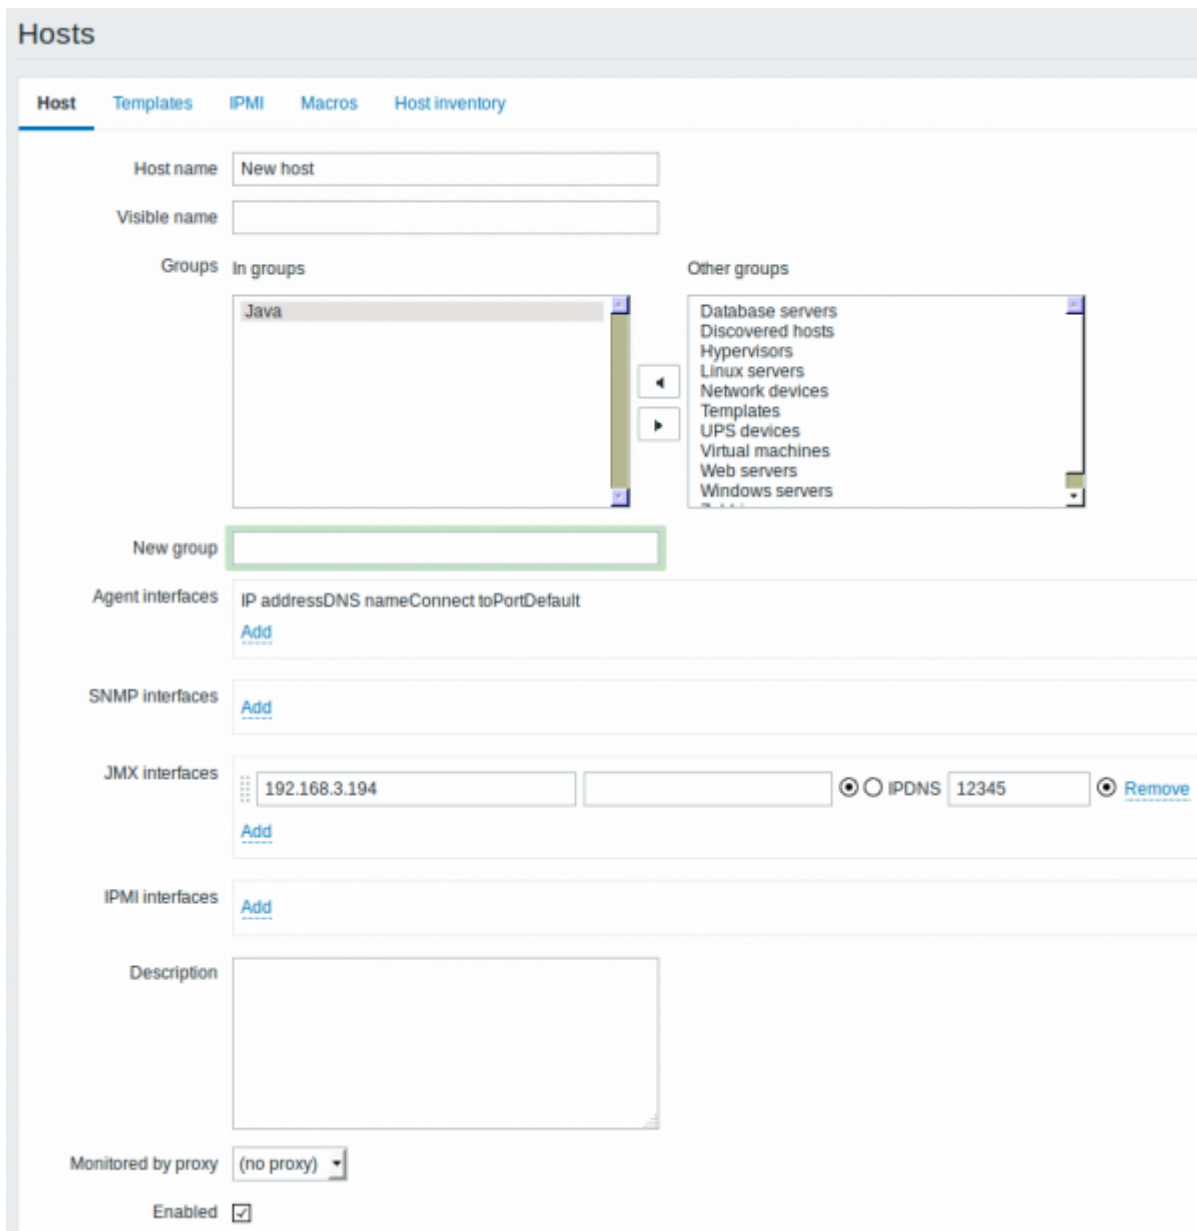 Hosts
Host Templates IPMI Macros Host inventory
Host name New host
Visible name
Groups In groups Other groups
Java
Database servers
Discovered hosts
Hypervisors
Linux servers
Network devices
Templates
UPS devices
Virtual machines
Web servers
Windows servers
New group
Agent interfaces IP addressDNS nameConnect toPortDefault
Add
SNMP interfaces Add
JMX interfaces 192.168.3.194 IPDNS 12345 Remove
Add
IPMI interfaces Add
Description
Monitored by proxy (no proxy)
Enabled